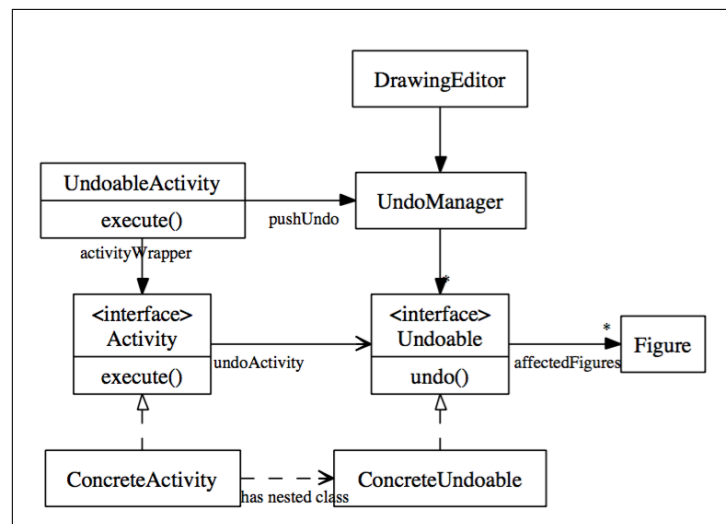 DrawingEditor
UndoableActivity
execute()
pushUndo
UndoManager
activityWrapper
*
<interface>
Activity
execute()
undoActivity
<interface>
Undoable
undo()
*
affectedFigures
Figure
ConcreteActivity
has nested class
ConcreteUndoable